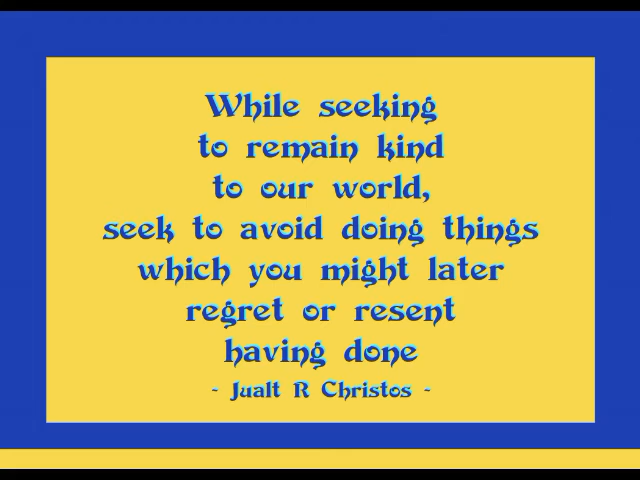 While seeking
to remain kind
to our world,
seek to avoid doing things
which you might later
regret or resent
having done
- Jualt R Christos -